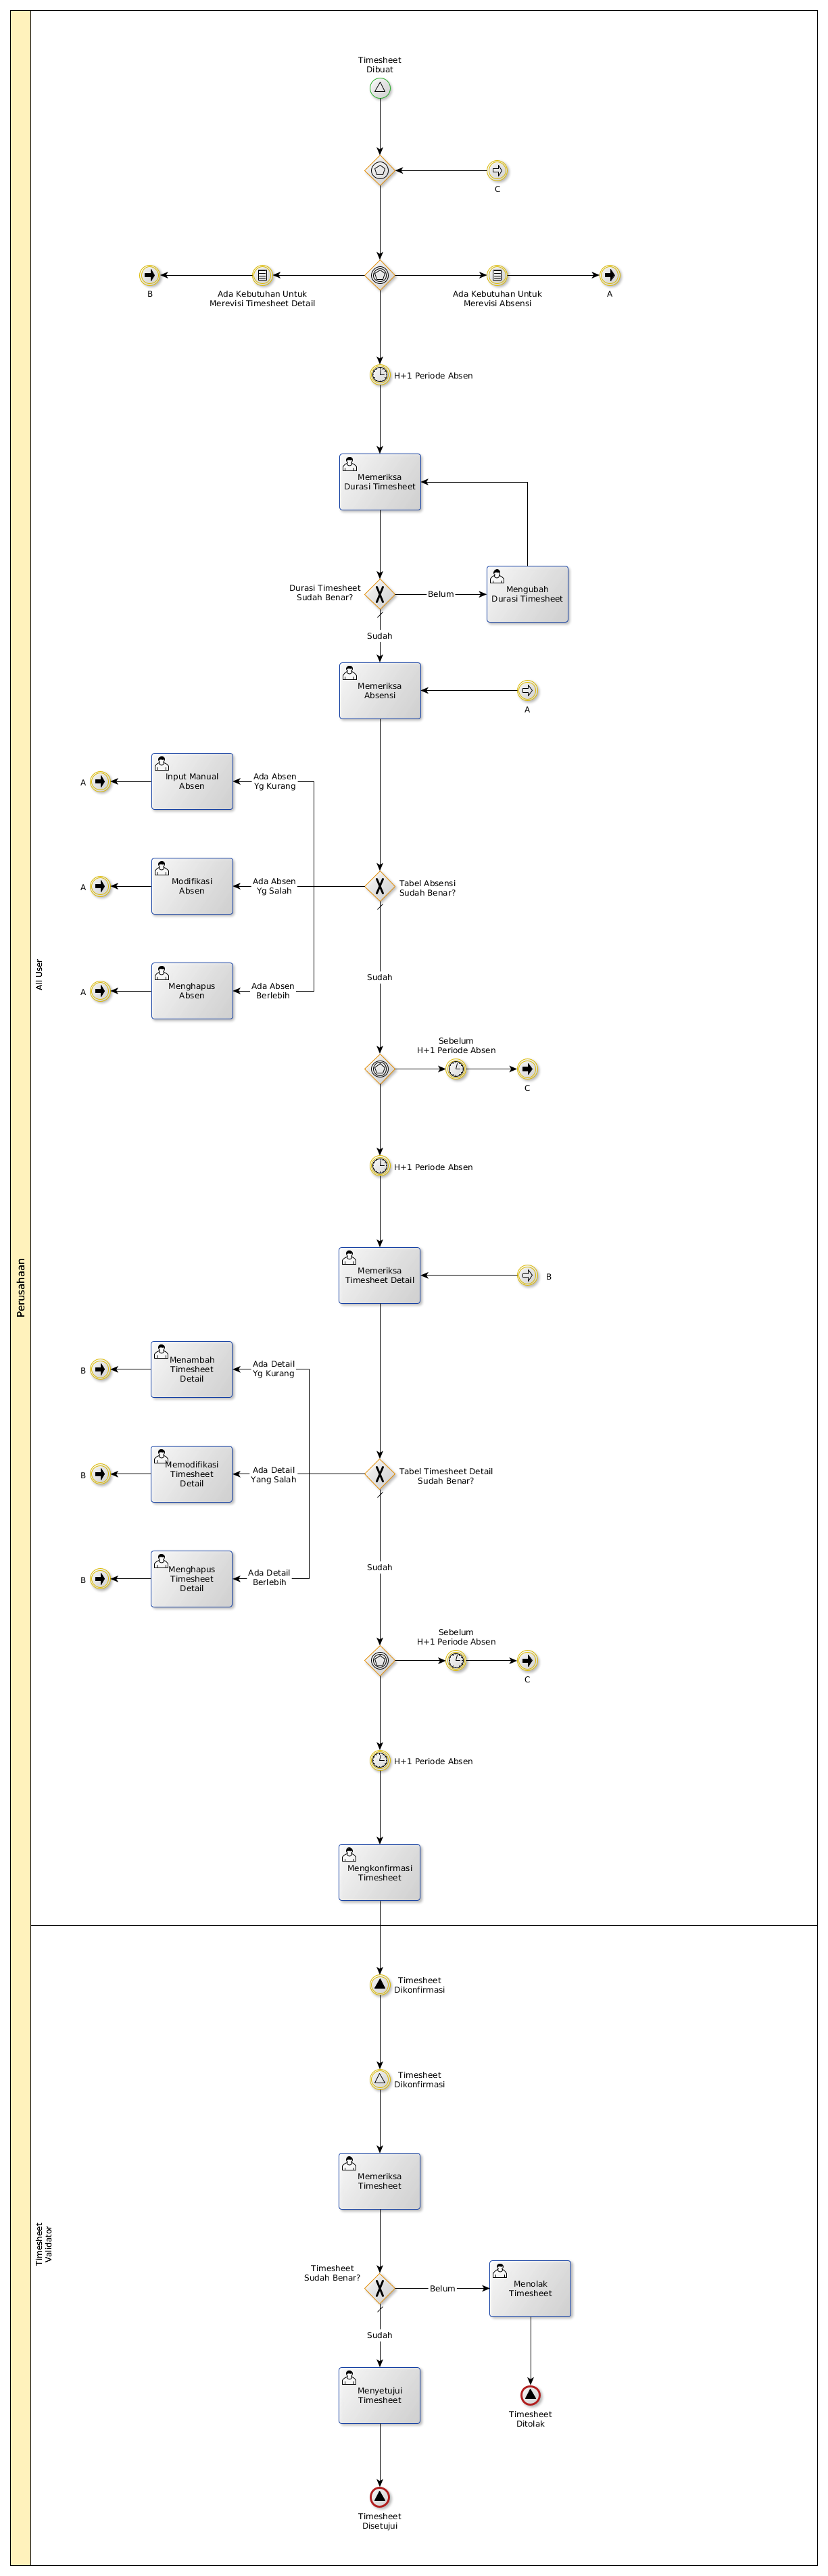 Timesheet
Dibuat
C
B
Ada Kebutuhan Untuk
Merevisi Timesheet Detail
Ada Kebutuhan Untuk
Merevisi Absensi
A
H+1 Periode Absen
Memeriksa
Durasi Timesheet
Durasi Timesheet
Sudah Benar?
Belum
Mengubah
Durasi Timesheet
Sudah
Memeriksa
Absensi
A
A
Input Manual
Absen
Ada Absen
Yg Kurang
A
Modifikasi
Absen
Ada Absen
Yg Salah
Tabel Absensi
Sudah Benar?
All User
A
Menghapus
Absen
Ada Absen
Berlebih
Sudah
Sebelum
H+1 Periode Absen
C
H+1 Periode Absen
Perusahaan
Memeriksa
Timesheet Detail
B
B
Menambah
Timesheet
Detail
Ada Detail
Yg Kurang
B
Memodifikasi
Timesheet
Detail
Ada Detail
Yang Salah
Tabel Timesheet Detail
Sudah Benar?
B
Menghapus
Timesheet
Detail
Ada Detail
Berlebih
Sudah
Sebelum
H+1 Periode Absen
C
H+1 Periode Absen
Mengkonfirmasi
Timesheet
Timesheet
Dikonfirmasi
Timesheet
Dikonfirmasi
Memeriksa
Timesheet
Timesheet
Validator
Timesheet
Sudah Benar?
Belum
Menolak
Timesheet
Sudah
Menyetujui
Timesheet
Timesheet
Ditolak
Timesheet
Disetujui